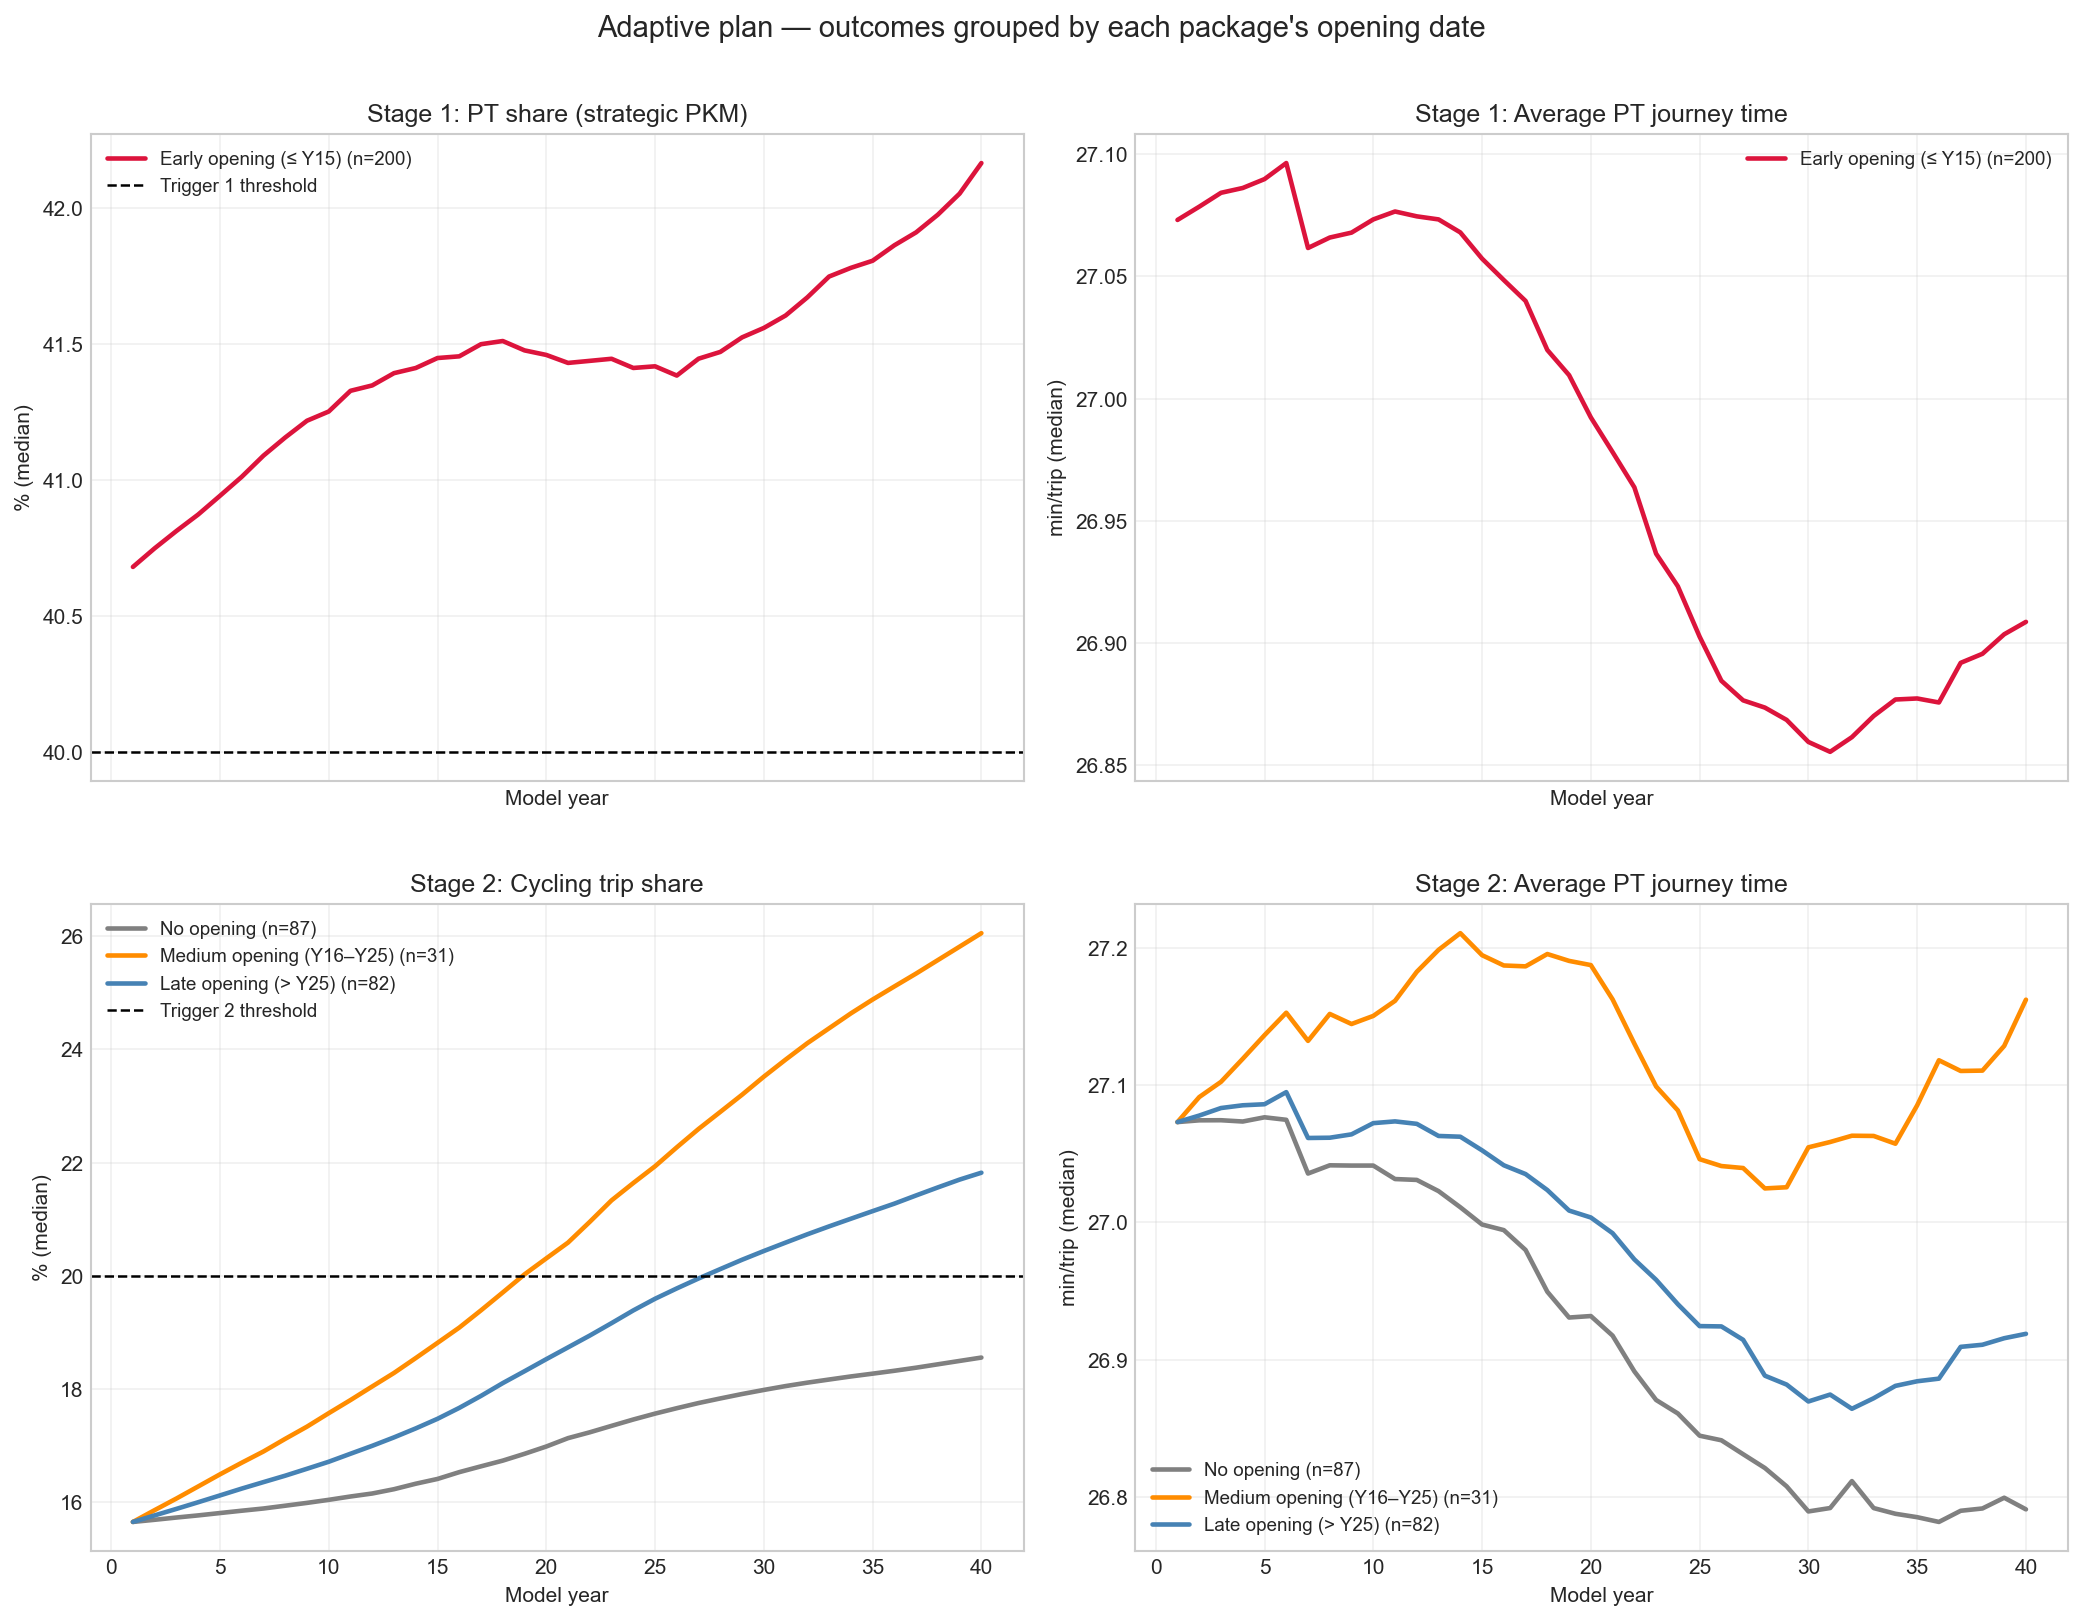 Adaptive plan — outcomes grouped by each package's opening date
Stage 1: PT share (strategic PKM)
Early opening (≤ Y15) (n=200)
Trigger 1 threshold
42.0
41.5
41.0
40.5
40.0
% (median)
Model year
Stage 1: Average PT journey time
Early opening (≤ Y15) (n=200)
27.10
27.05
27.00
26.95
26.90
26.85
min/trip (median)
Model year
Stage 2: Cycling trip share
No opening (n=87)
Medium opening (Y16–Y25) (n=31)
Late opening (> Y25) (n=82)
Trigger 2 threshold
26
24
22
20
18
16
% (median)
0 5 10 15 20 25 30 35 40
Model year
Stage 2: Average PT journey time
27.2
27.1
27.0
26.9
26.8
min/trip (median)
No opening (n=87)
Medium opening (Y16–Y25) (n=31)
Late opening (> Y25) (n=82)
0 5 10 15 20 25 30 35 40
Model year